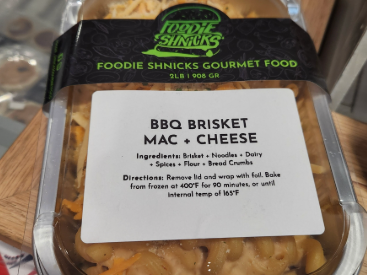 FOODIE
SHNICKS
FOODIE SHNICKS GOURMET FOOD
2LB | 908 GR
BBQ BRISKET
MAC + CHEESE
Ingredients: Brisket + Noodles + Dairy
+ Spices + Flour + Bread Crumbs
Directions: Remove lid and wrap with foil. Bake
from frozen at 400°F for 90 minutes, or until
internal temp of 165°F